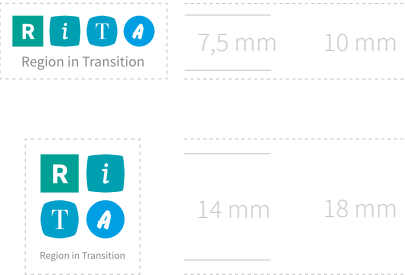 R i T A
Region in Transition
7,5 mm
10 mm
R i
T A
Region in Transition
14 mm
18 mm